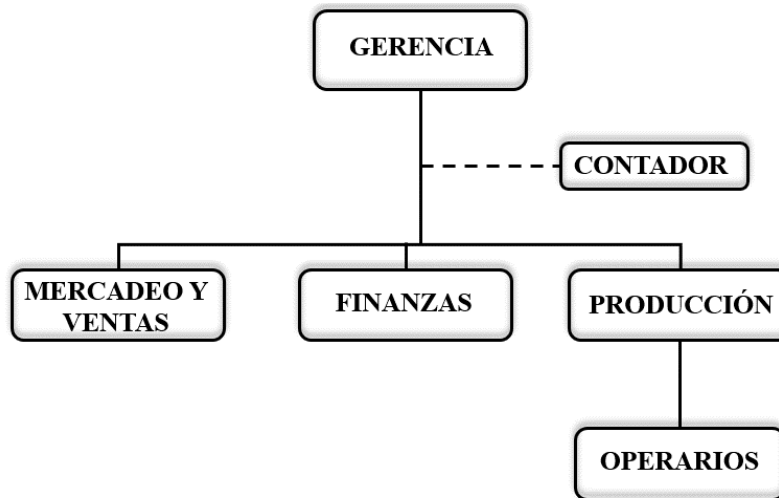 GERENCIA
CONTADOR
MERCADEO Y
VENTAS
FINANZAS
PRODUCCIÓN
OPERARIOS